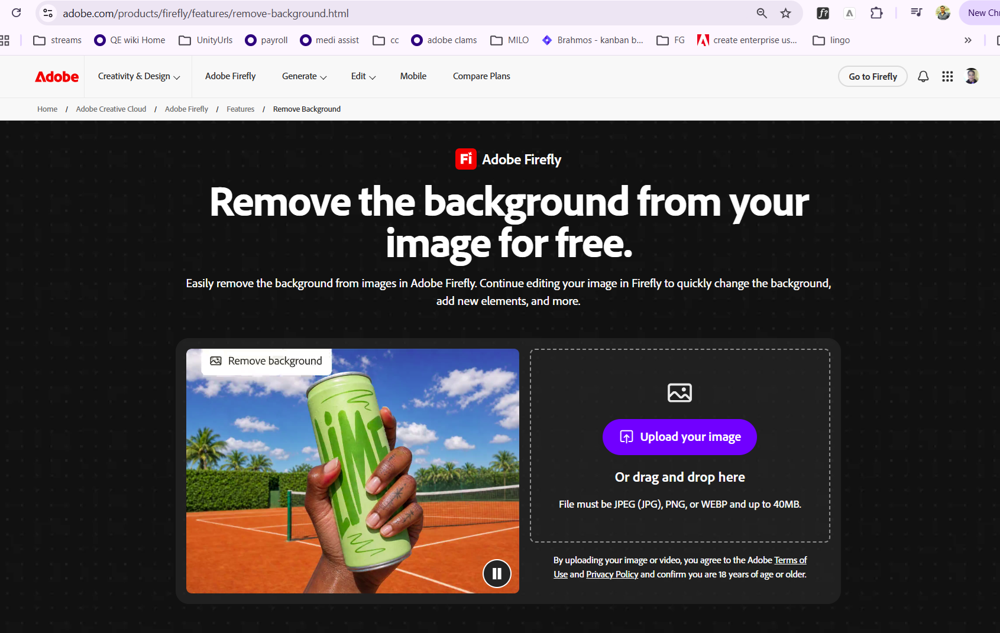 adobe.com/products/firefly/features/remove-background.html
f?
A
New Chr
streams
QE wiki Home
UnityUrls
payroll
medi assist
cc
adobe clams
MILO
Brahmos - kanban b...
FG
create enterprise us...
lingo
»
Adobe
Creativity & Design
Adobe Firefly
Generate
Edit
Mobile
Compare Plans
Go to Firefly
Home / Adobe Creative Cloud / Adobe Firefly / Features / Remove Background
Fi Adobe Firefly
Remove the background from your
image for free.
Easily remove the background from images in Adobe Firefly. Continue editing your image in Firefly to quickly change the background,
add new elements, and more.
Remove background
LIME
Upload your image
Or drag and drop here
File must be JPEG (JPG), PNG, or WEBP and up to 40MB.
By uploading your image or video, you agree to the Adobe Terms of
Use and Privacy Policy and confirm you are 18 years of age or older.